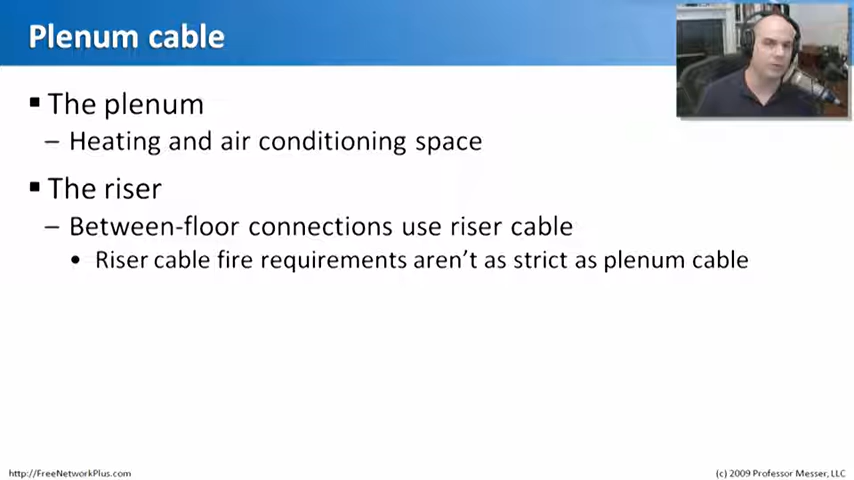 Plenum cable
▪ The plenum
– Heating and air conditioning space
▪ The riser
– Between-floor connections use riser cable
• Riser cable fire requirements aren't as strict as plenum cable
http://FreeNetworkPlus.com
(c) 2009 Professor Messer, LLC